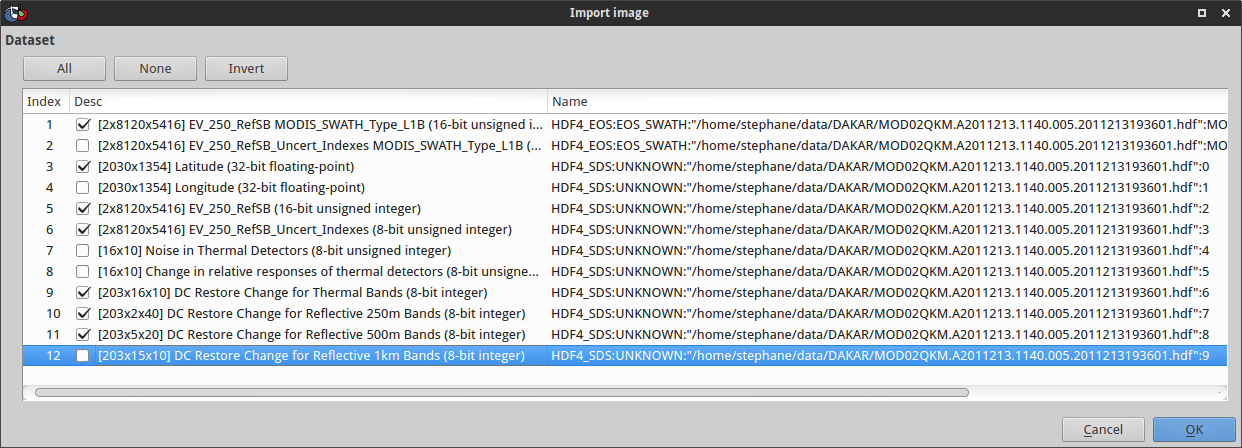 Import image
Dataset
All None Invert
Index Desc Name
1 [2x8120x5416] EV_250_RefSB MODIS_SWATH_Type_L1B (16-bit unsigned i... HDF4_EOS:EOS_SWATH:"/home/stephane/data/DAKAR/MOD02QKM.A2011213.1140.005.2011213193601.hdf":MO
2 [2x8120x5416] EV_250_RefSB_Uncert_Indexes MODIS_SWATH_Type_L1B (... HDF4_EOS:EOS_SWATH:"/home/stephane/data/DAKAR/MOD02QKM.A2011213.1140.005.2011213193601.hdf":MO
3 [2030x1354] Latitude (32-bit floating-point) HDF4_SDS:UNKNOWN:"/home/stephane/data/DAKAR/MOD02QKM.A2011213.1140.005.2011213193601.hdf":0
4 [2030x1354] Longitude (32-bit floating-point) HDF4_SDS:UNKNOWN:"/home/stephane/data/DAKAR/MOD02QKM.A2011213.1140.005.2011213193601.hdf":1
5 [2x8120x5416] EV_250_RefSB (16-bit unsigned integer) HDF4_SDS:UNKNOWN:"/home/stephane/data/DAKAR/MOD02QKM.A2011213.1140.005.2011213193601.hdf":2
6 [2x8120x5416] EV_250_RefSB_Uncert_Indexes (8-bit unsigned integer) HDF4_SDS:UNKNOWN:"/home/stephane/data/DAKAR/MOD02QKM.A2011213.1140.005.2011213193601.hdf":3
7 [16x10] Noise in Thermal Detectors (8-bit unsigned integer) HDF4_SDS:UNKNOWN:"/home/stephane/data/DAKAR/MOD02QKM.A2011213.1140.005.2011213193601.hdf":4
8 [16x10] Change in relative responses of thermal detectors (8-bit unsigne... HDF4_SDS:UNKNOWN:"/home/stephane/data/DAKAR/MOD02QKM.A2011213.1140.005.2011213193601.hdf":5
9 [203x16x10] DC Restore Change for Thermal Bands (8-bit integer) HDF4_SDS:UNKNOWN:"/home/stephane/data/DAKAR/MOD02QKM.A2011213.1140.005.2011213193601.hdf":6
10 [203x2x40] DC Restore Change for Reflective 250m Bands (8-bit integer) HDF4_SDS:UNKNOWN:"/home/stephane/data/DAKAR/MOD02QKM.A2011213.1140.005.2011213193601.hdf":7
11 [203x5x20] DC Restore Change for Reflective 500m Bands (8-bit integer) HDF4_SDS:UNKNOWN:"/home/stephane/data/DAKAR/MOD02QKM.A2011213.1140.005.2011213193601.hdf":8
12 [203x15x10] DC Restore Change for Reflective 1km Bands (8-bit integer) HDF4_SDS:UNKNOWN:"/home/stephane/data/DAKAR/MOD02QKM.A2011213.1140.005.2011213193601.hdf":9
Cancel OK